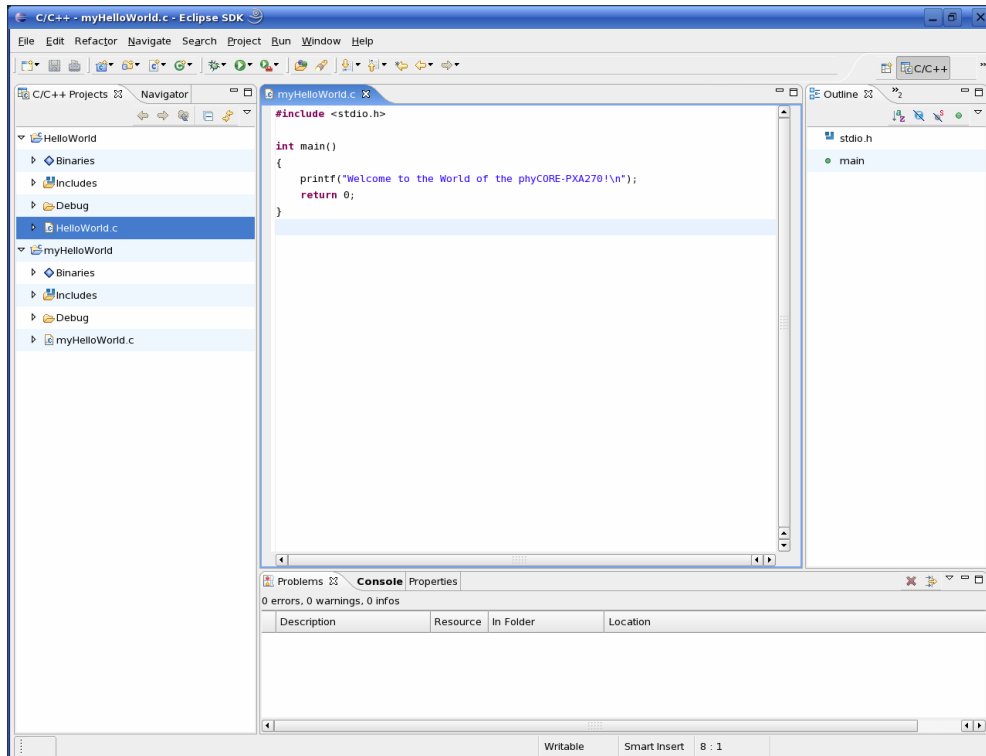 C/C++ - myHelloWorld.c - Eclipse SDK
File Edit Refactor Navigate Search Project Run Window Help
C/C++ »
C/C++ Projects Navigator
HelloWorld
Binaries
Includes
Debug
HelloWorld.c
myHelloWorld
Binaries
Includes
Debug
myHelloWorld.c
myHelloWorld.c
#include <stdio.h>
int main()
{
printf("Welcome to the World of the phyCORE-PXA270!\n");
return 0;
}
Outline »2
stdio.h
main
Problems Console Properties
0 errors, 0 warnings, 0 infos
Description Resource In Folder Location
Writable Smart Insert 8 : 1